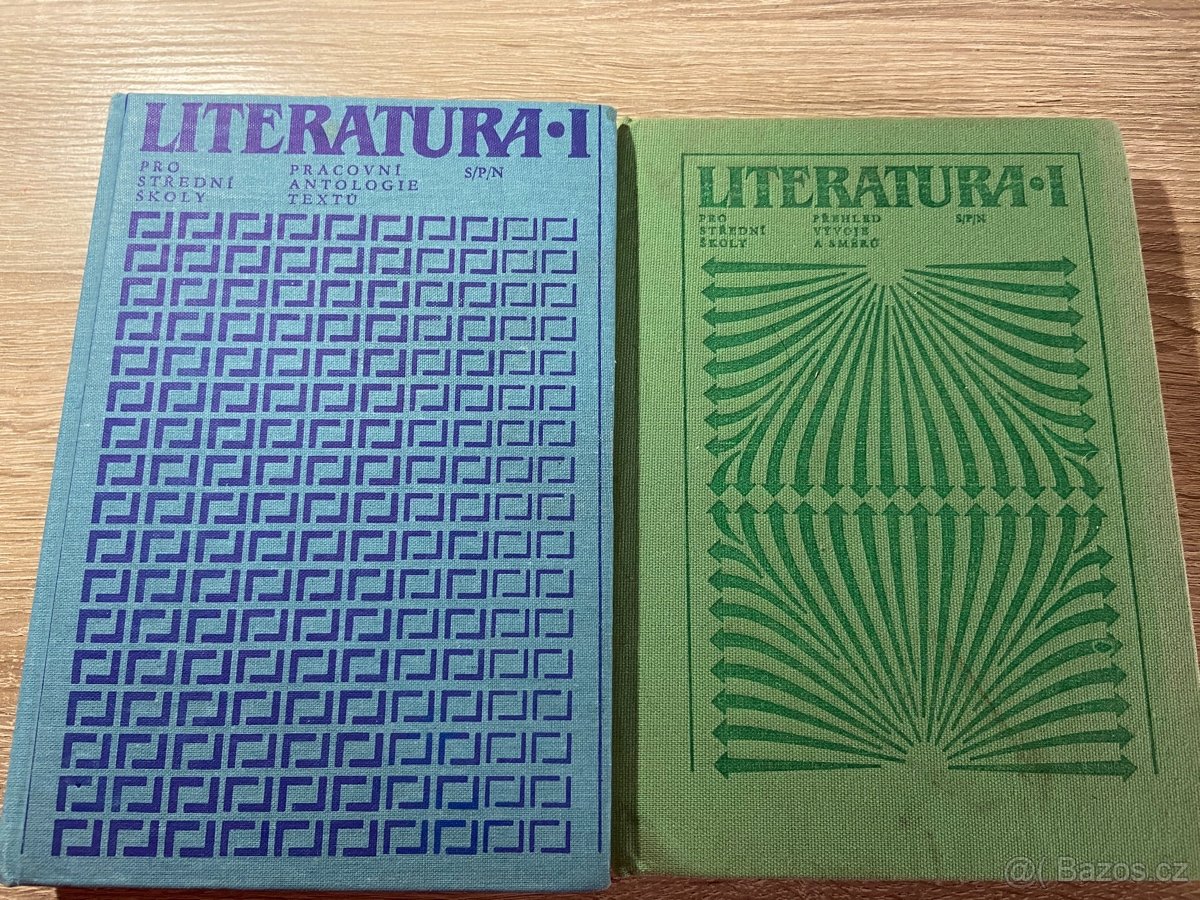 LITERATURA·I
PRO
STŘEDNÍ
ŠKOLY
PRACOVNÍ
ANTOLOGIE
TEXTŮ
S/P/N
LITERATURA·I
PRO
STŘEDNÍ
ŠKOLY
PŘEHLED
VÝVOJE
A SMĚRŮ
S/P/N
@( Bazos.cz